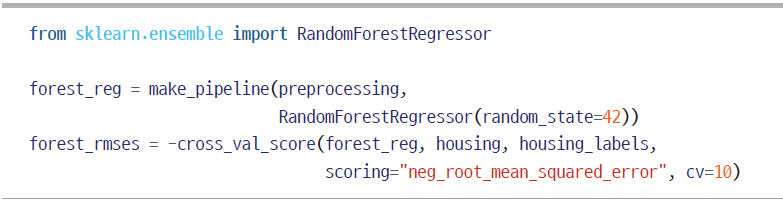 from sklearn.ensemble import RandomForestRegressor
forest_reg = make_pipeline(preprocessing,
RandomForestRegressor(random_state=42))
forest_rmses = -cross_val_score(forest_reg, housing, housing_labels,
scoring="neg_root_mean_squared_error", cv=10)